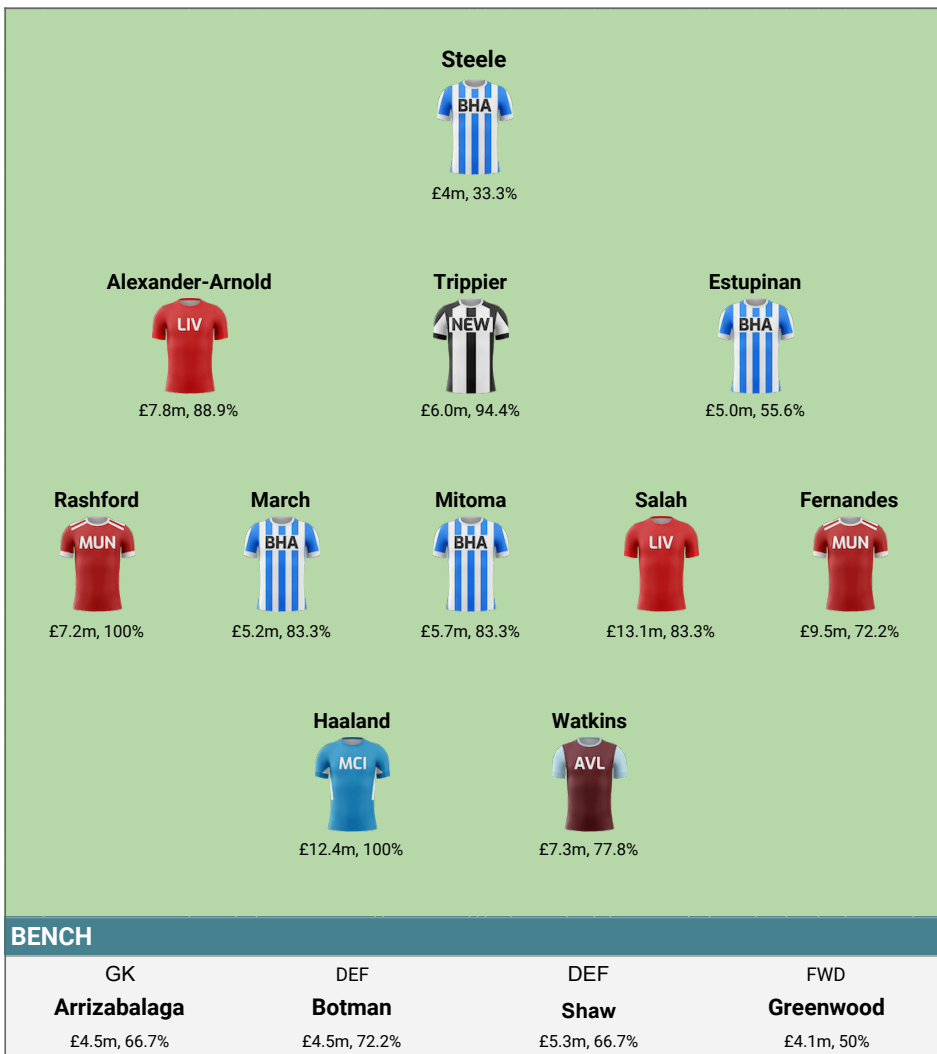 Steele
BHA
£4m, 33.3%
Alexander-Arnold Trippier Estupinan
LIV NEW BHA
£7.8m, 88.9% £6.0m, 94.4% £5.0m, 55.6%
Rashford March Mitoma Salah Fernandes
MUN BHA BHA LIV MUN
£7.2m, 100% £5.2m, 83.3% £5.7m, 83.3% £13.1m, 83.3% £9.5m, 72.2%
Haaland Watkins
MCI AVL
£12.4m, 100% £7.3m, 77.8%
BENCH
GK DEF DEF FWD
Arrizabalaga Botman Shaw Greenwood
£4.5m, 66.7% £4.5m, 72.2% £5.3m, 66.7% £4.1m, 50%